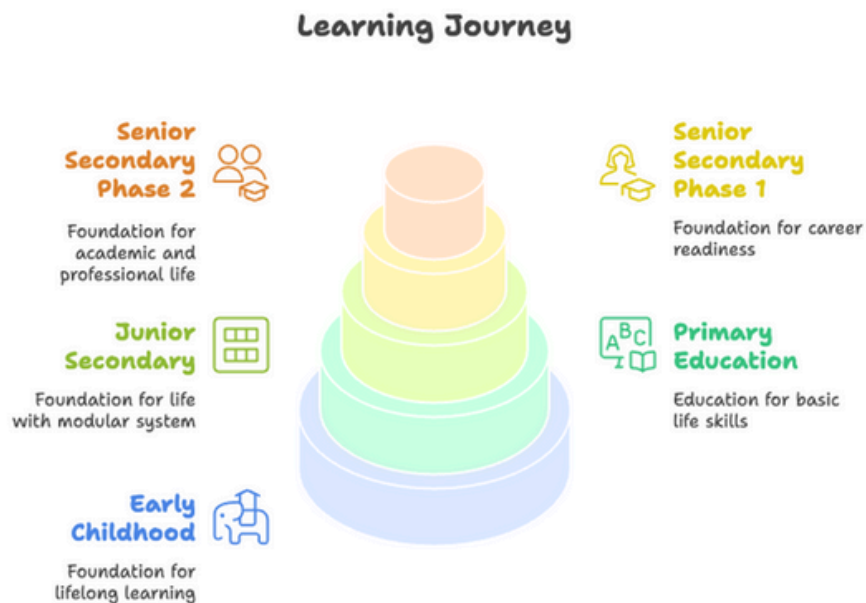 Learning Journey
Senior
Secondary
Phase 2
Foundation for
academic and
professional life
Senior
Secondary
Phase 1
Foundation for career
readiness
Junior
Secondary
Foundation for life
with modular system
A B C
I
Primary
Education
Education for basic
life skills
Early
Childhood
Foundation for
lifelong learning